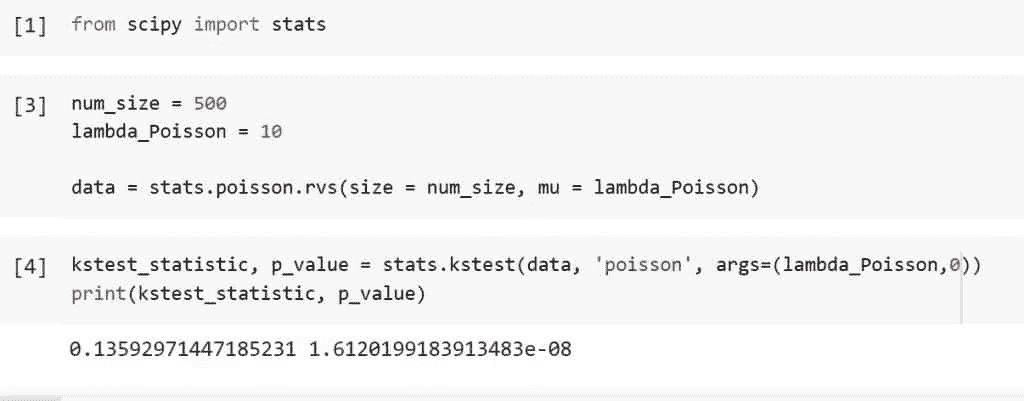 [1] from scipy import stats
[3] num_size = 500
lambda_Poisson = 10
data = stats.poisson.rvs(size = num_size, mu = lambda_Poisson)
[4] kstest_statistic, p_value = stats.kstest(data, 'poisson', args=(lambda_Poisson,0))
print(kstest_statistic, p_value)
0.13592971447185231 1.6120199183913483e-08